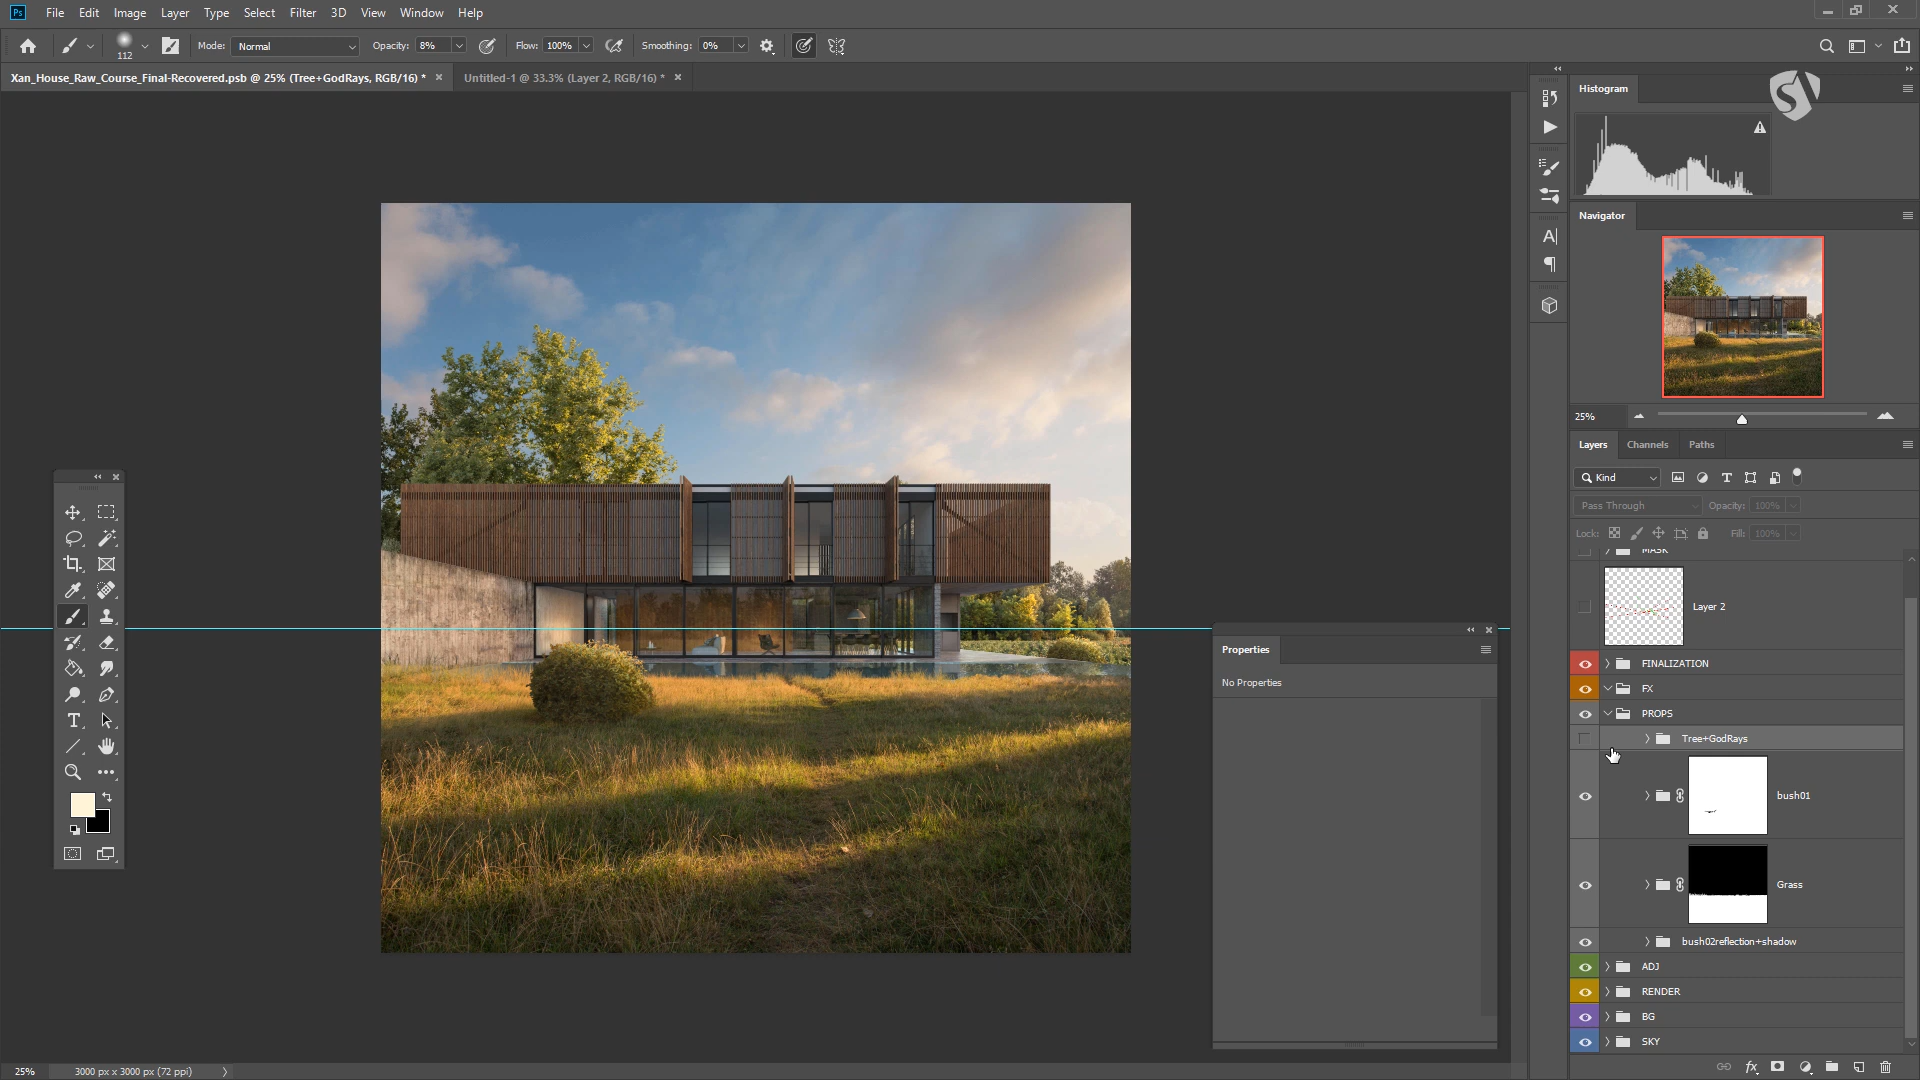 Ps File Edit Image Layer Type Select Filter 3D View Window Help
112 Mode: Normal Opacity: 8% Flow: 100% Smoothing: 0%
Xan_House_Raw_Course_Final-Recovered.psb @ 25% (Tree+GodRays, RGB/16) * Untitled-1 @ 33.3% (Layer 2, RGB/16) *
Histogram
Navigator
25%
Layers Channels Paths
Kind
Pass Through Opacity: 100%
Lock: Fill: 100%
MASK
Layer 2
FINALIZATION
FX
PROPS
Tree+GodRays
bush01
Grass
bush02reflection+shadow
ADJ
RENDER
BG
SKY
Properties
No Properties
25% 3000 px x 3000 px (72 ppi)